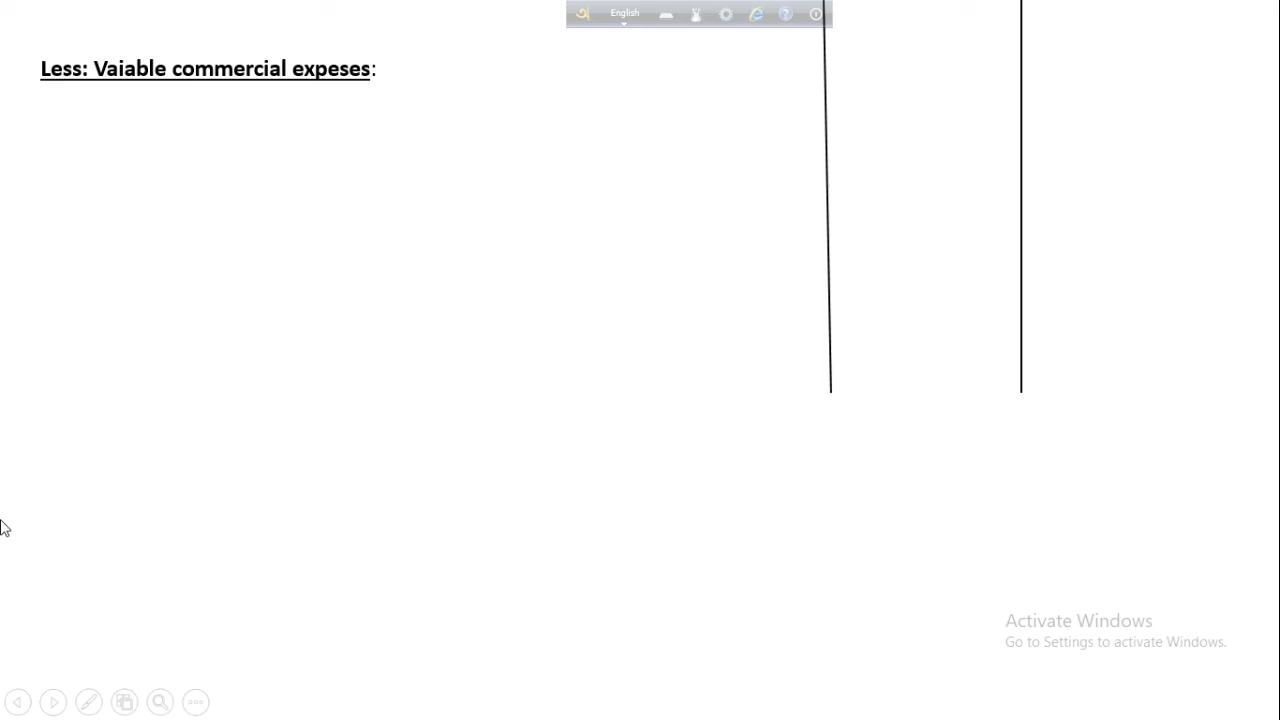 English
Less: Vaiable commercial expeses:
Activate Windows
Go to Settings to activate Windows.